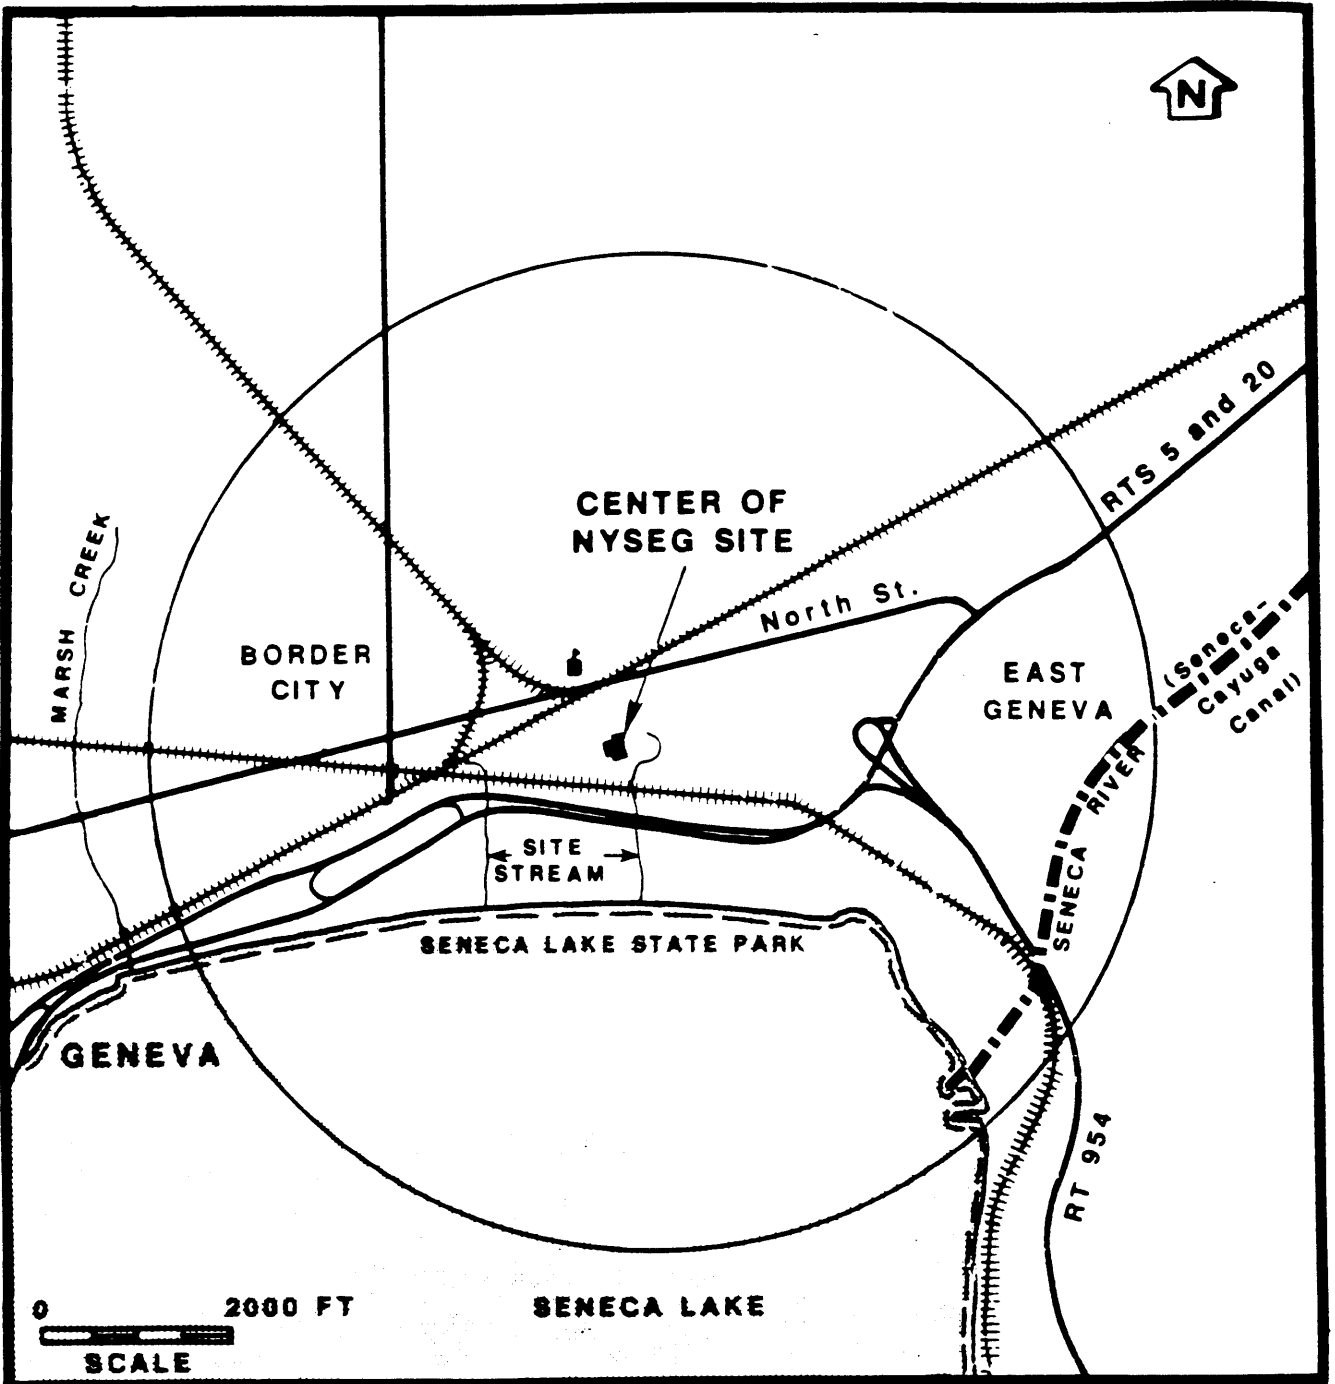 N
RTS 5 and 20
CENTER OF
NYSEG SITE
MARSH CREEK
North St.
(Seneca-
Cayuga
Canal)
BORDER
CITY
EAST
GENEVA
SENECA RIVER
SITE
STREAM
SENECA LAKE STATE PARK
GENEVA
RT 954
0 2000 FT
SCALE
SENECA LAKE